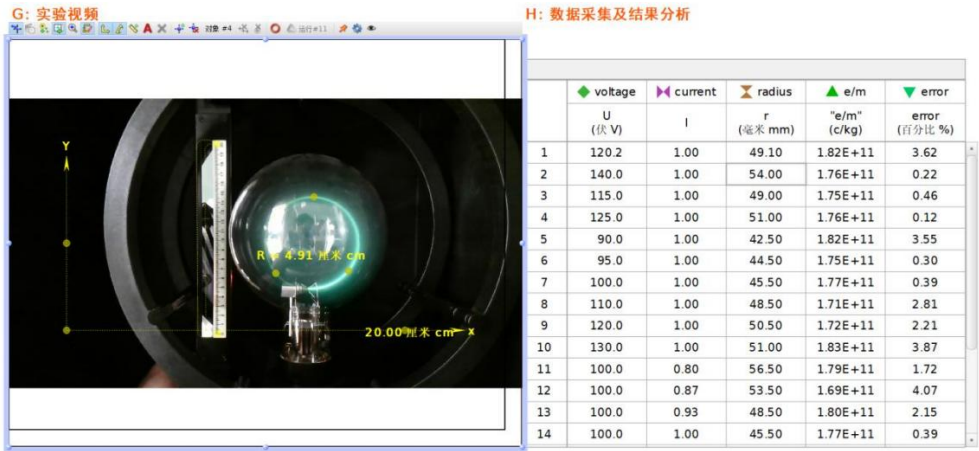 G: 实验视频
H: 数据采集及结果分析
对象 #4
运行#11
Y
R = 4.91 厘米 cm
20.00 厘米 cm
x
voltage current radius e/m error
U (伏 V) I r (毫米 mm) "e/m" (c/kg) error (百分比 %)
1 120.2 1.00 49.10 1.82E+11 3.62
2 140.0 1.00 54.00 1.76E+11 0.22
3 115.0 1.00 49.00 1.75E+11 0.46
4 125.0 1.00 51.00 1.76E+11 0.12
5 90.0 1.00 42.50 1.82E+11 3.55
6 95.0 1.00 44.50 1.75E+11 0.30
7 100.0 1.00 45.50 1.77E+11 0.39
8 110.0 1.00 48.50 1.71E+11 2.81
9 120.0 1.00 50.50 1.72E+11 2.21
10 130.0 1.00 51.00 1.83E+11 3.87
11 100.0 0.80 56.50 1.79E+11 1.72
12 100.0 0.87 53.50 1.69E+11 4.07
13 100.0 0.93 48.50 1.80E+11 2.15
14 100.0 1.00 45.50 1.77E+11 0.39